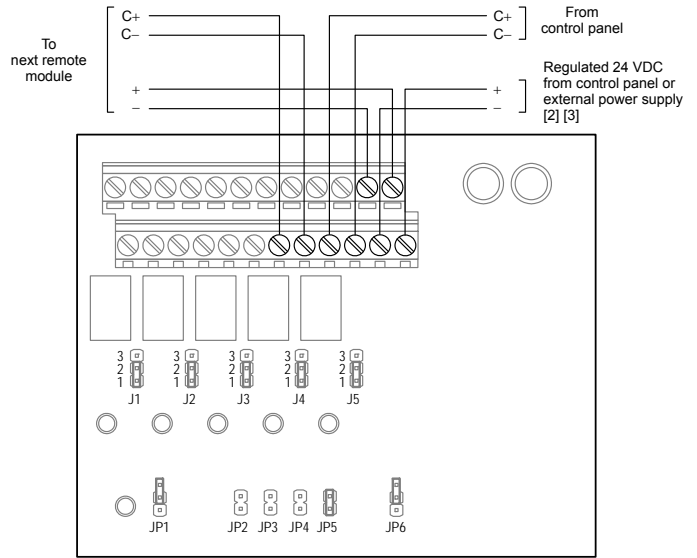 To
next remote
module
C+
C−
+
−
C+
C−
From
control panel
+
−
Regulated 24 VDC
from control panel or
external power supply
[2] [3]
3
2
1
J1
3
2
1
J2
3
2
1
J3
3
2
1
J4
3
2
1
J5
JP1
JP2
JP3
JP4
JP5
JP6